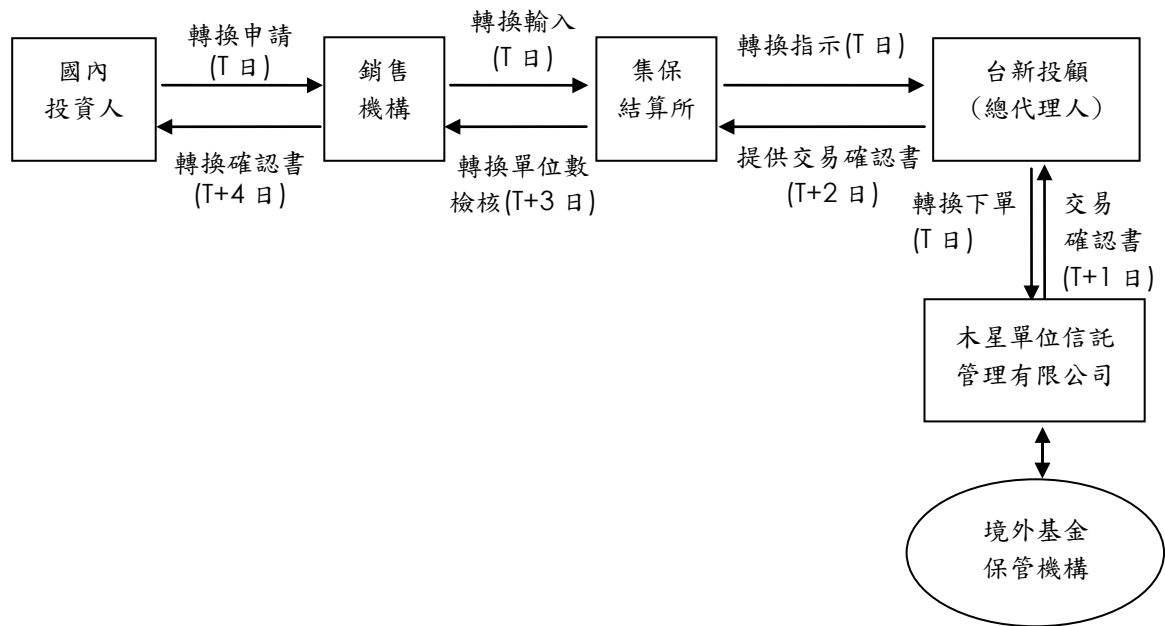 國內
投資人
轉換申請
(T 日)
轉換確認書
(T+4 日)
銷售
機構
轉換輸入
(T 日)
轉換單位數
檢核(T+3 日)
集保
結算所
轉換指示(T 日)
提供交易確認書
(T+2 日)
台新投顧
（總代理人）
轉換下單
(T 日)
交易
確認書
(T+1 日)
木星單位信託
管理有限公司
境外基金
保管機構